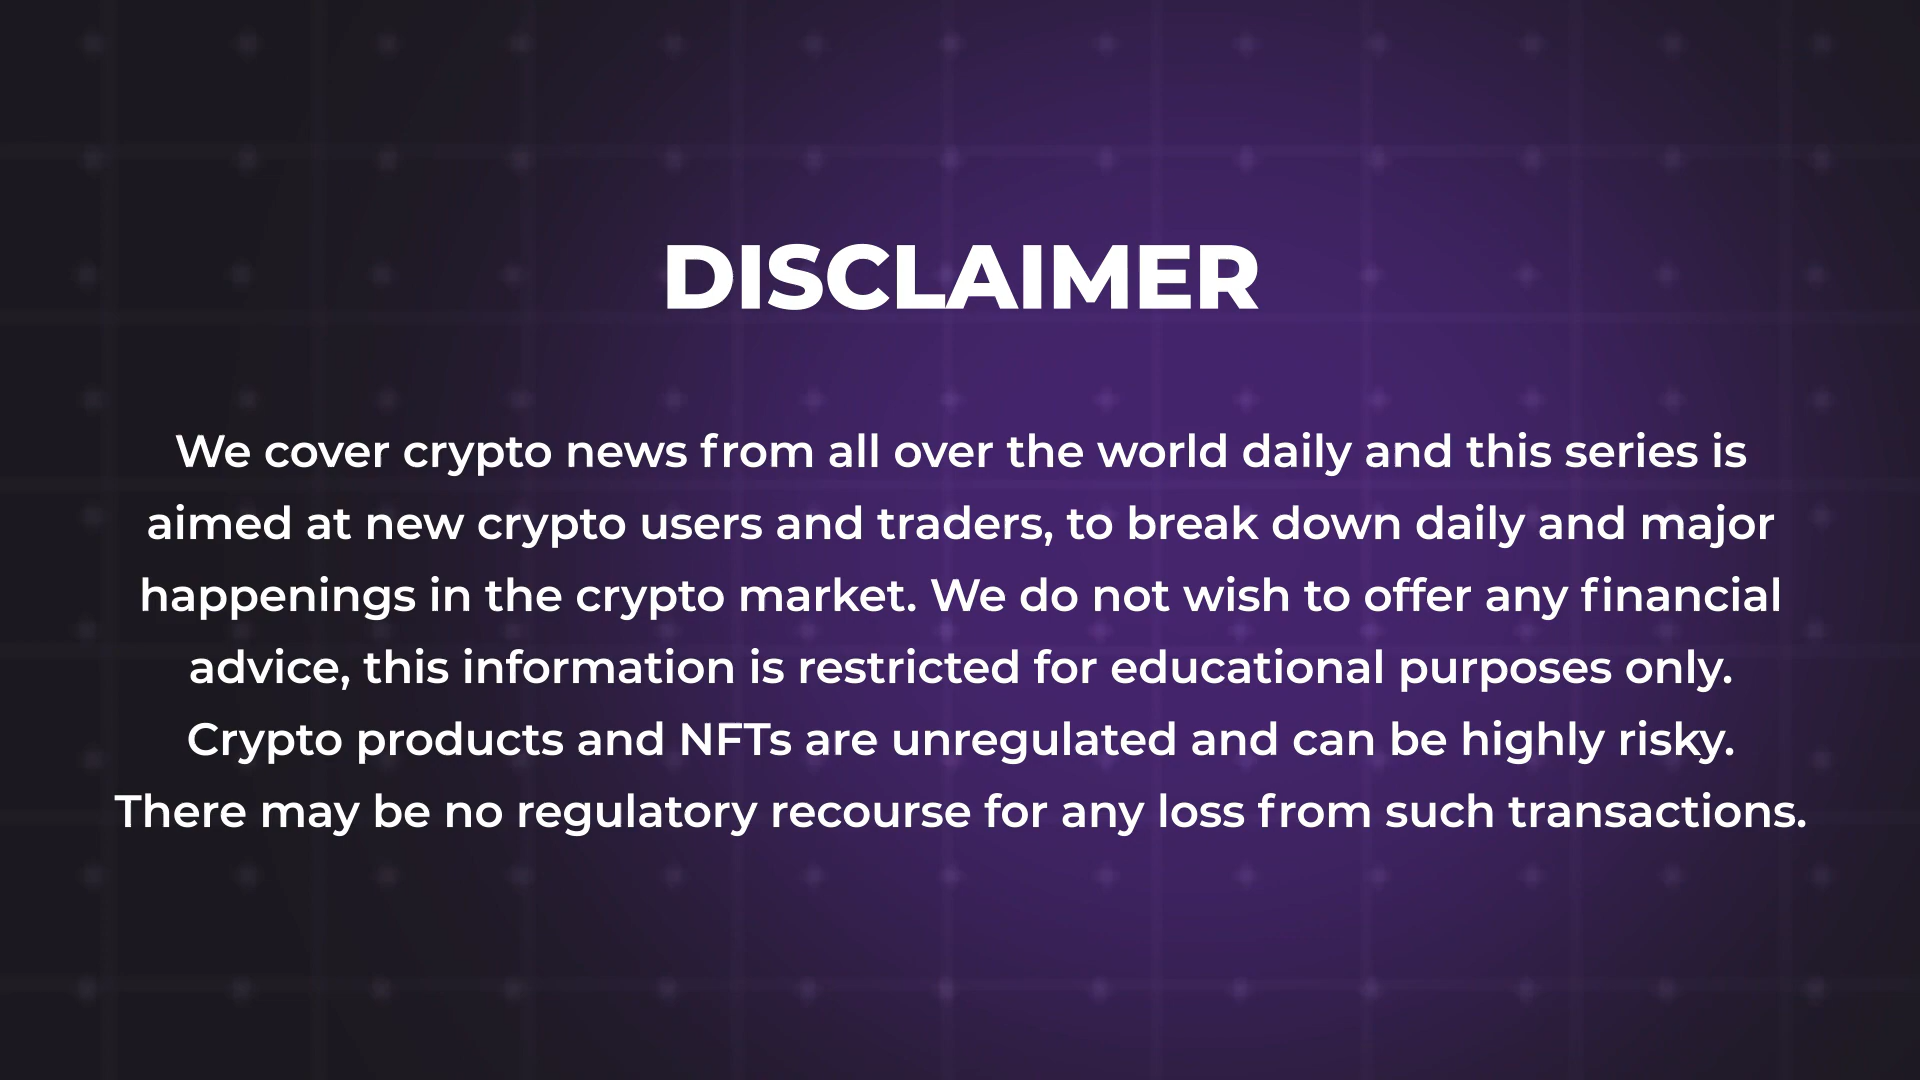 DISCLAIMER
We cover crypto news from all over the world daily and this series is
aimed at new crypto users and traders, to break down daily and major
happenings in the crypto market. We do not wish to offer any financial
advice, this information is restricted for educational purposes only.
Crypto products and NFTs are unregulated and can be highly risky.
There may be no regulatory recourse for any loss from such transactions.